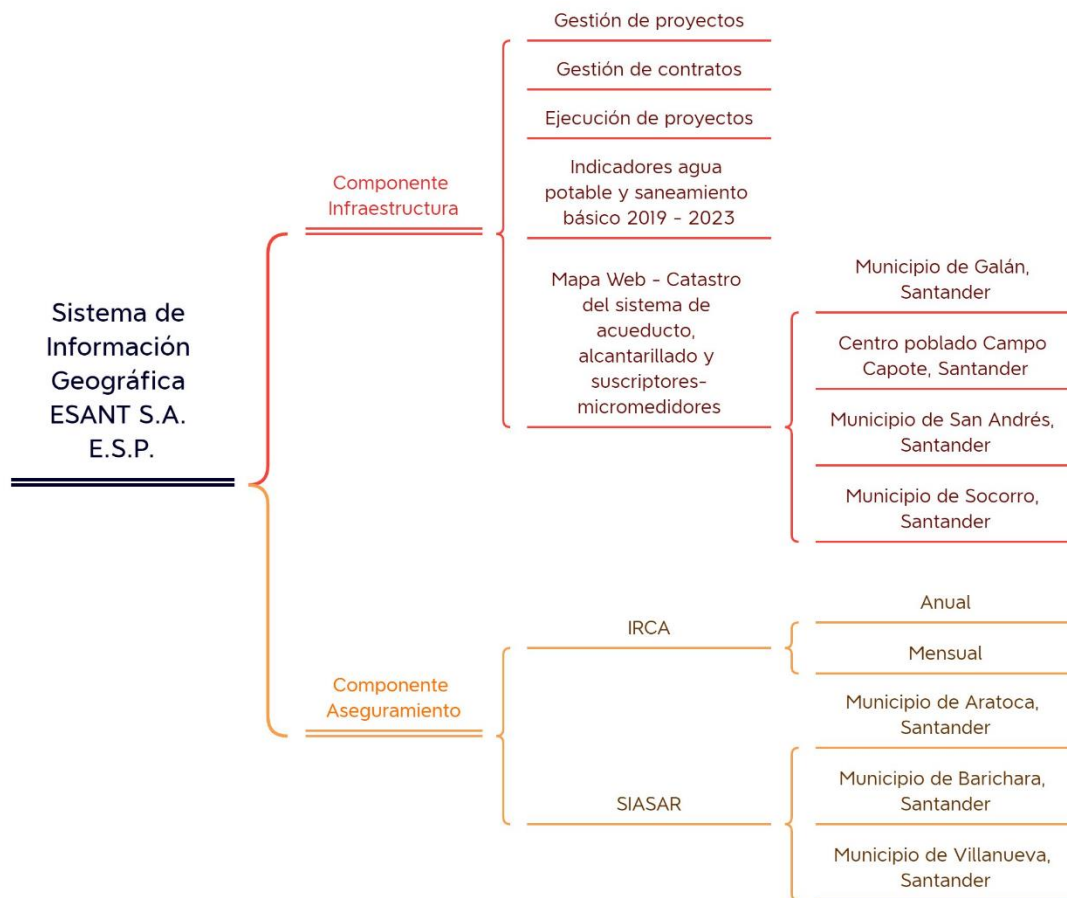 Sistema de
Información
Geográfica
ESANT S.A.
E.S.P.
Componente
Infraestructura
Gestión de proyectos
Gestión de contratos
Ejecución de proyectos
Indicadores agua
potable y saneamiento
básico 2019 - 2023
Mapa Web - Catastro
del sistema de
acueducto,
alcantarillado y
suscriptores-
micromedidores
Municipio de Galán,
Santander
Centro poblado Campo
Capote, Santander
Municipio de San Andrés,
Santander
Municipio de Socorro,
Santander
Componente
Aseguramiento
IRCA
Anual
Mensual
SIASAR
Municipio de Aratoca,
Santander
Municipio de Barichara,
Santander
Municipio de Villanueva,
Santander